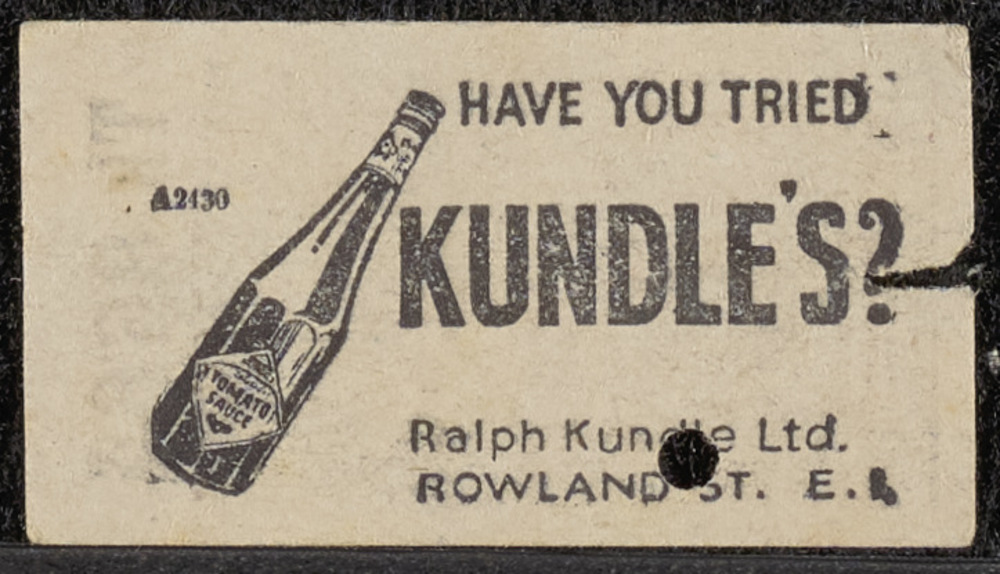 HAVE YOU TRIED
A2430
KUNDLE'S?
TOMATO
SAUCE
Ralph Kundle Ltd.
ROWLAND ST. E.